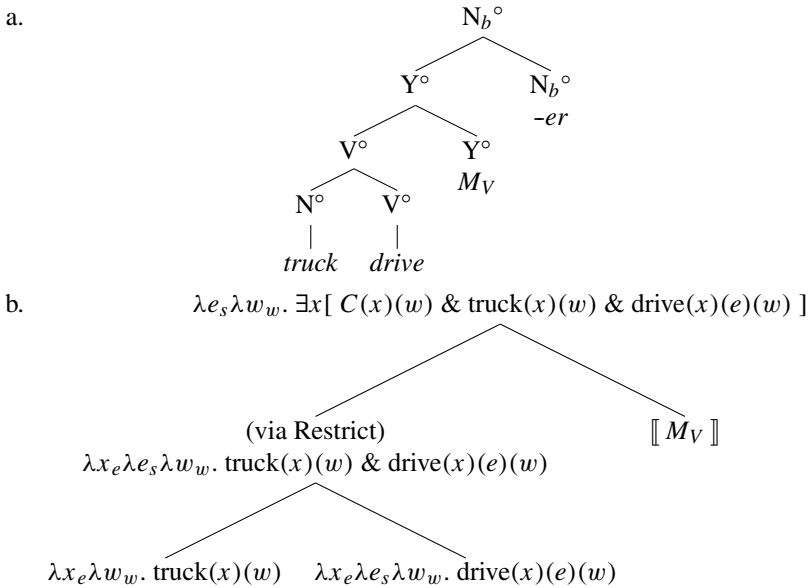 a.
N_b°
Y° N_b°
-er
V° Y°
M_V
N° V°
truck drive
b. λe_sλw_w. ∃x[ C(x)(w) & truck(x)(w) & drive(x)(e)(w) ]
(via Restrict) ⟦ M_V ⟧
λx_eλe_sλw_w. truck(x)(w) & drive(x)(e)(w)
λx_eλw_w. truck(x)(w) λx_eλe_sλw_w. drive(x)(e)(w)